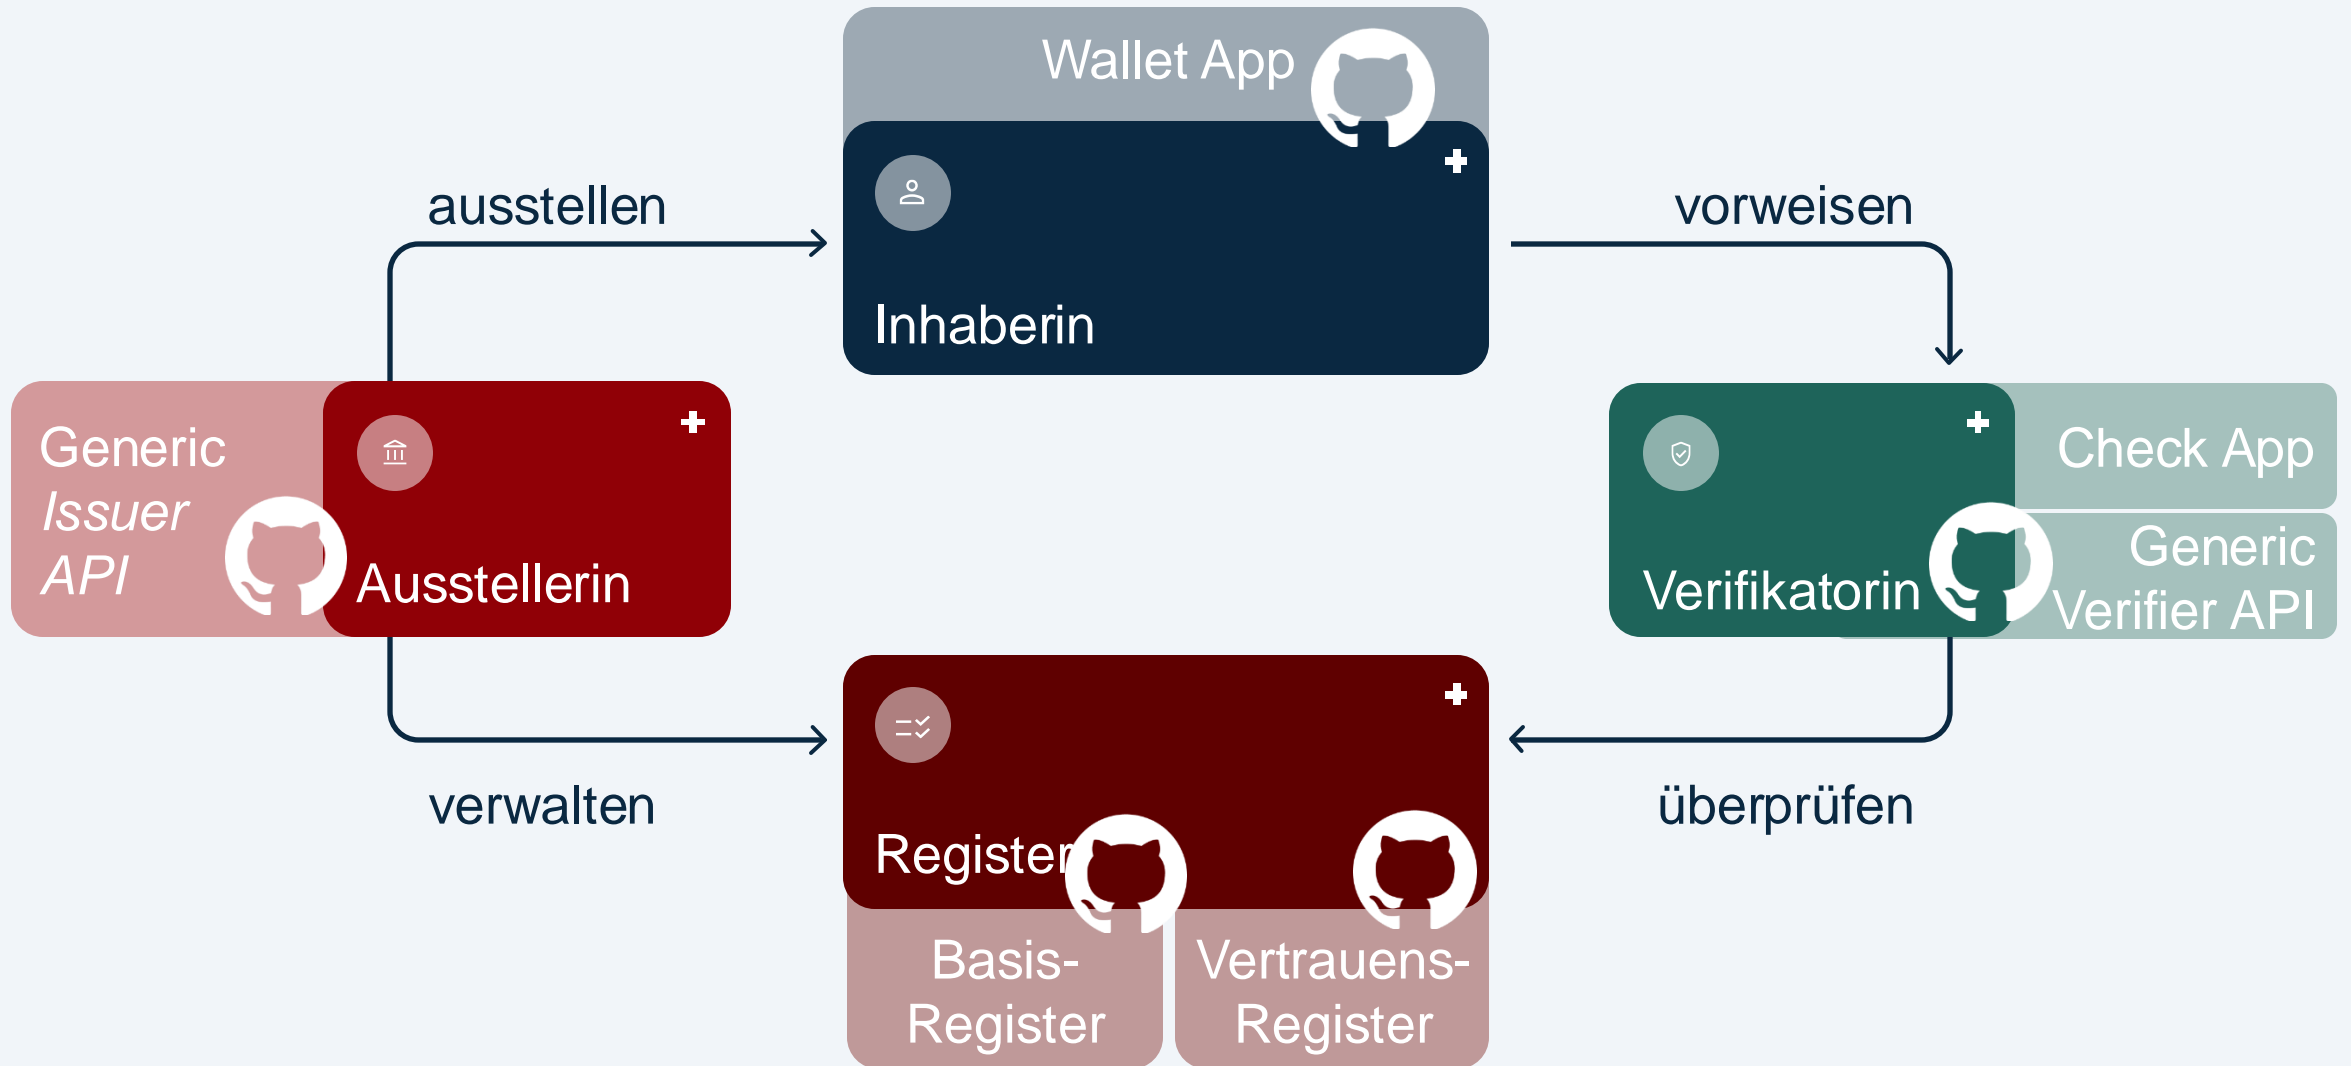 Wallet App
ausstellen
vorweisen
Inhaberin
Generic
Issuer
API
Ausstellerin
Check App
Generic
Verifier API
Verifikatorin
verwalten
überprüfen
Register
Basis-
Register
Vertrauens-
Register